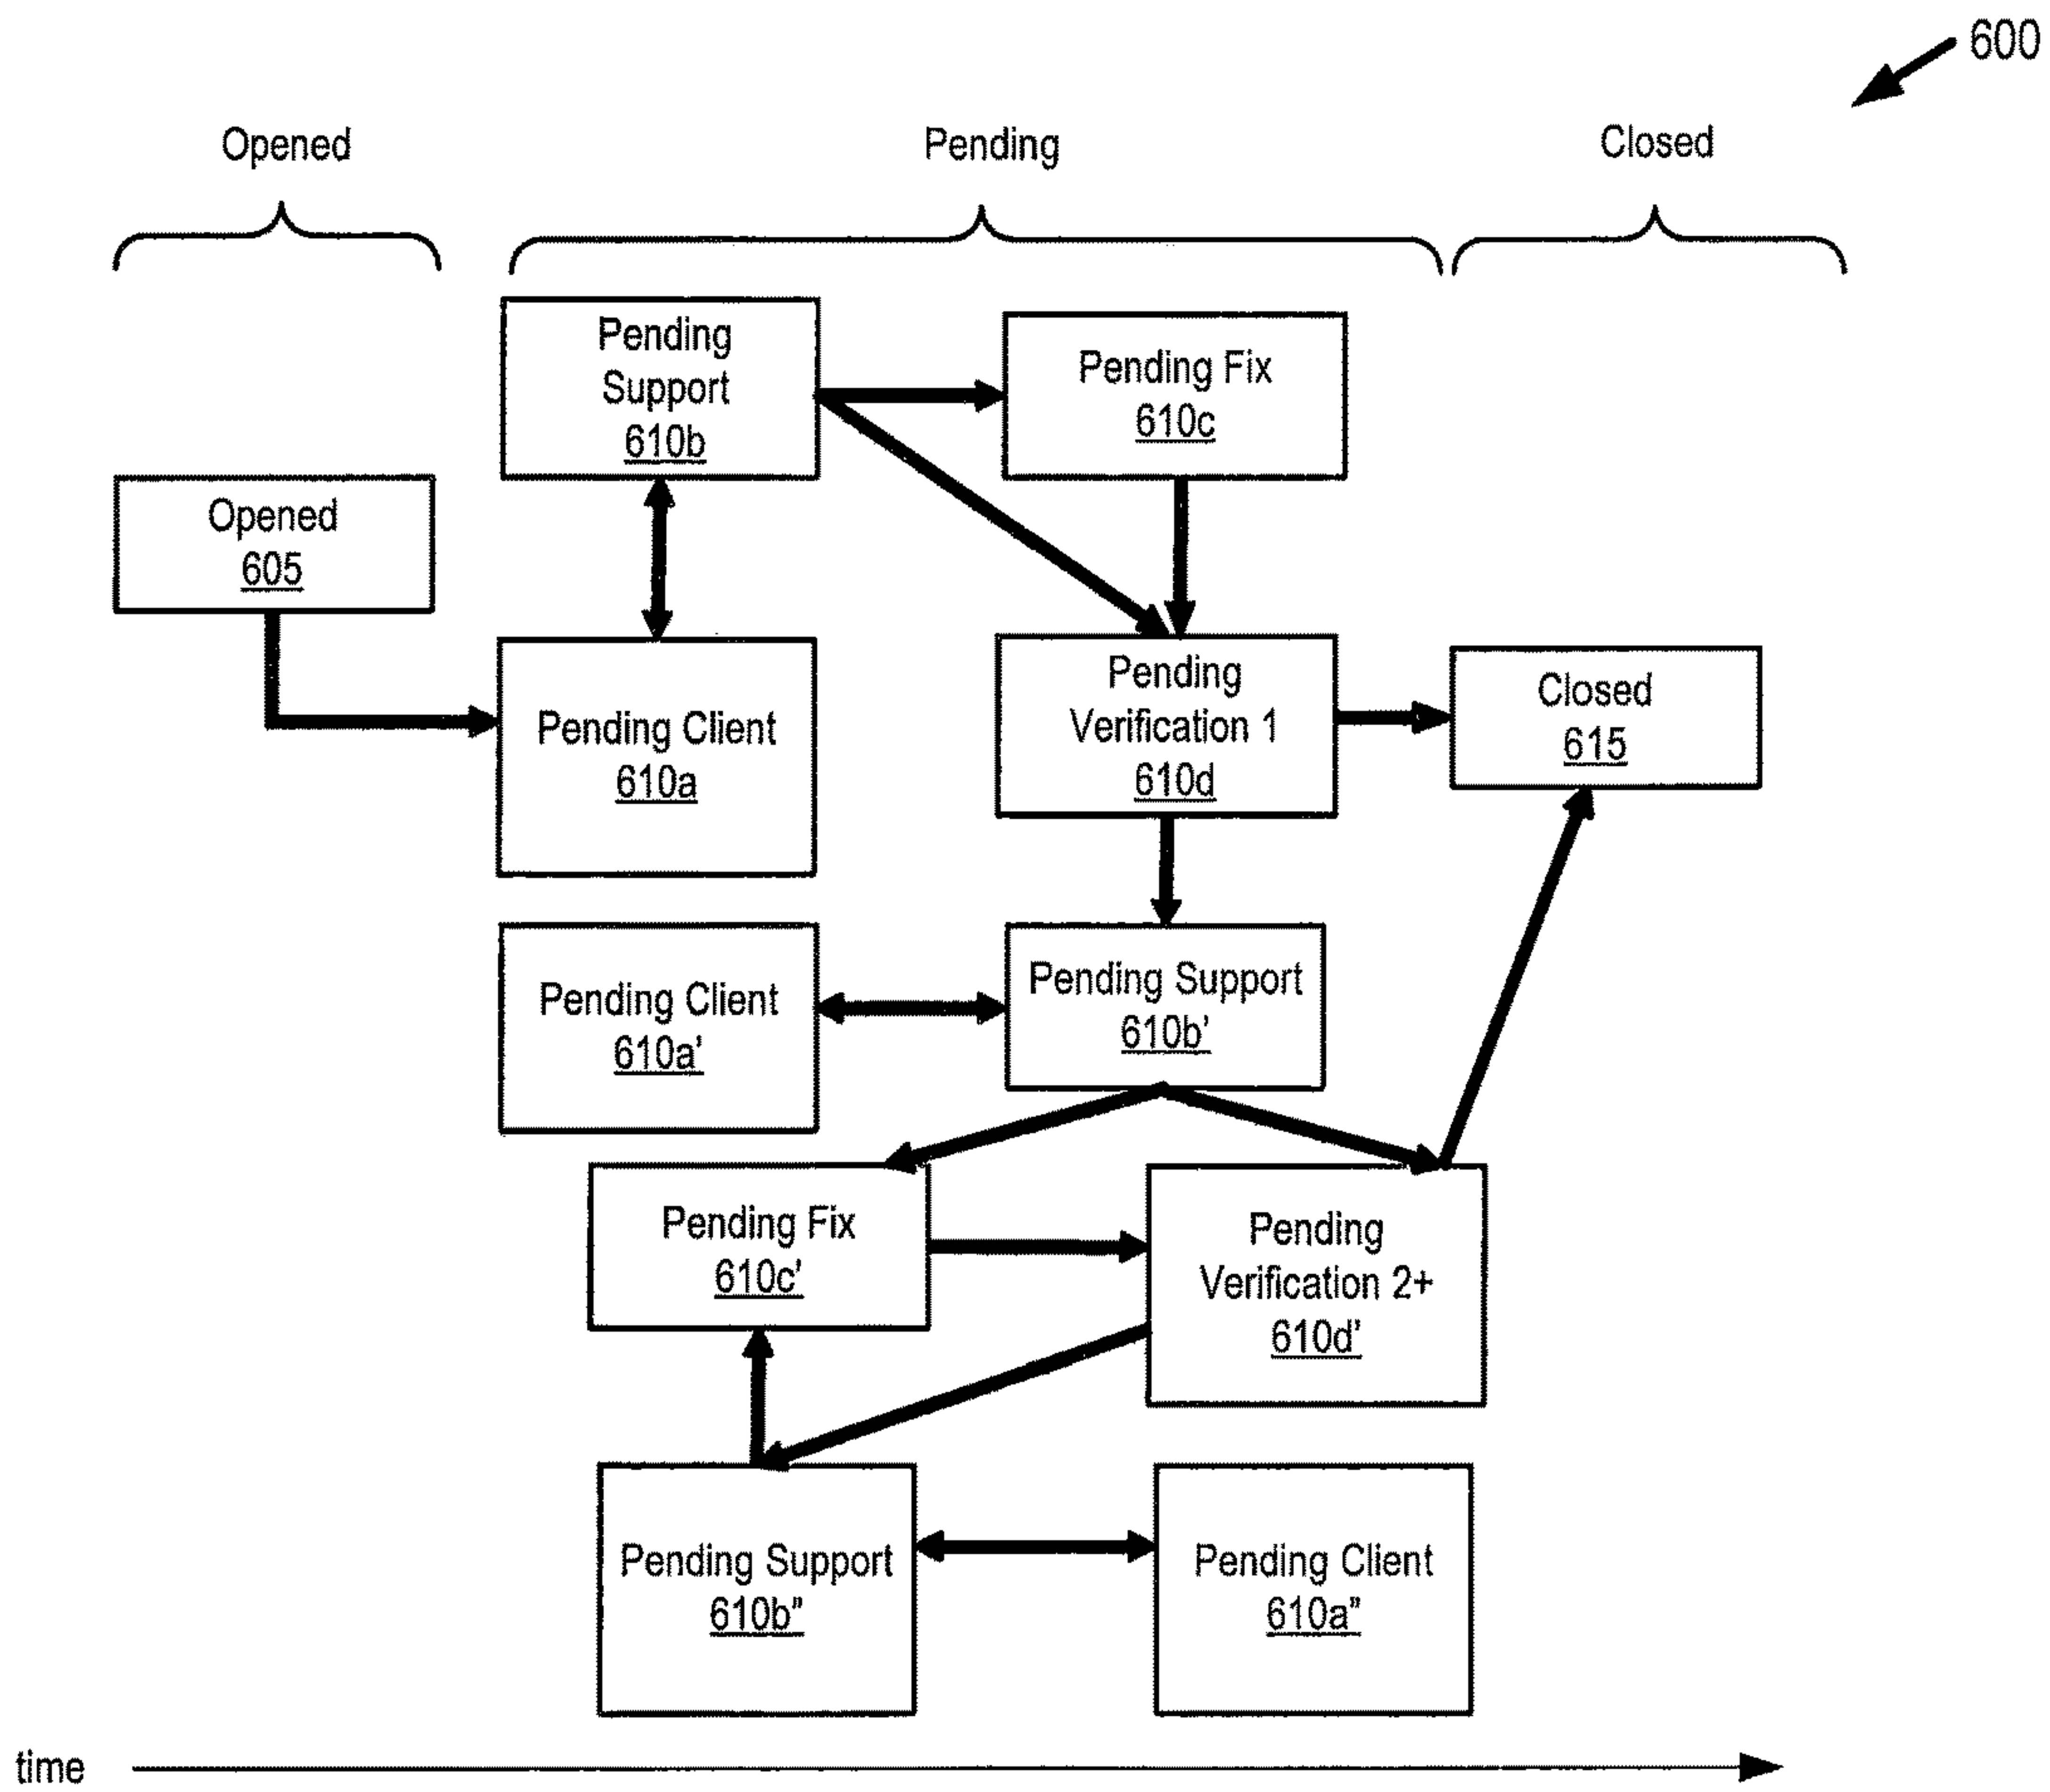 600
Opened
Pending
Closed
Pending
Support
610b
Pending Fix
610c
Opened
605
Pending Client
610a
Pending
Verification 1
610d
Closed
615
Pending Client
610a'
Pending Support
610b'
Pending Fix
610c'
Pending
Verification 2+
610d'
Pending Support
610b"
Pending Client
610a"
time